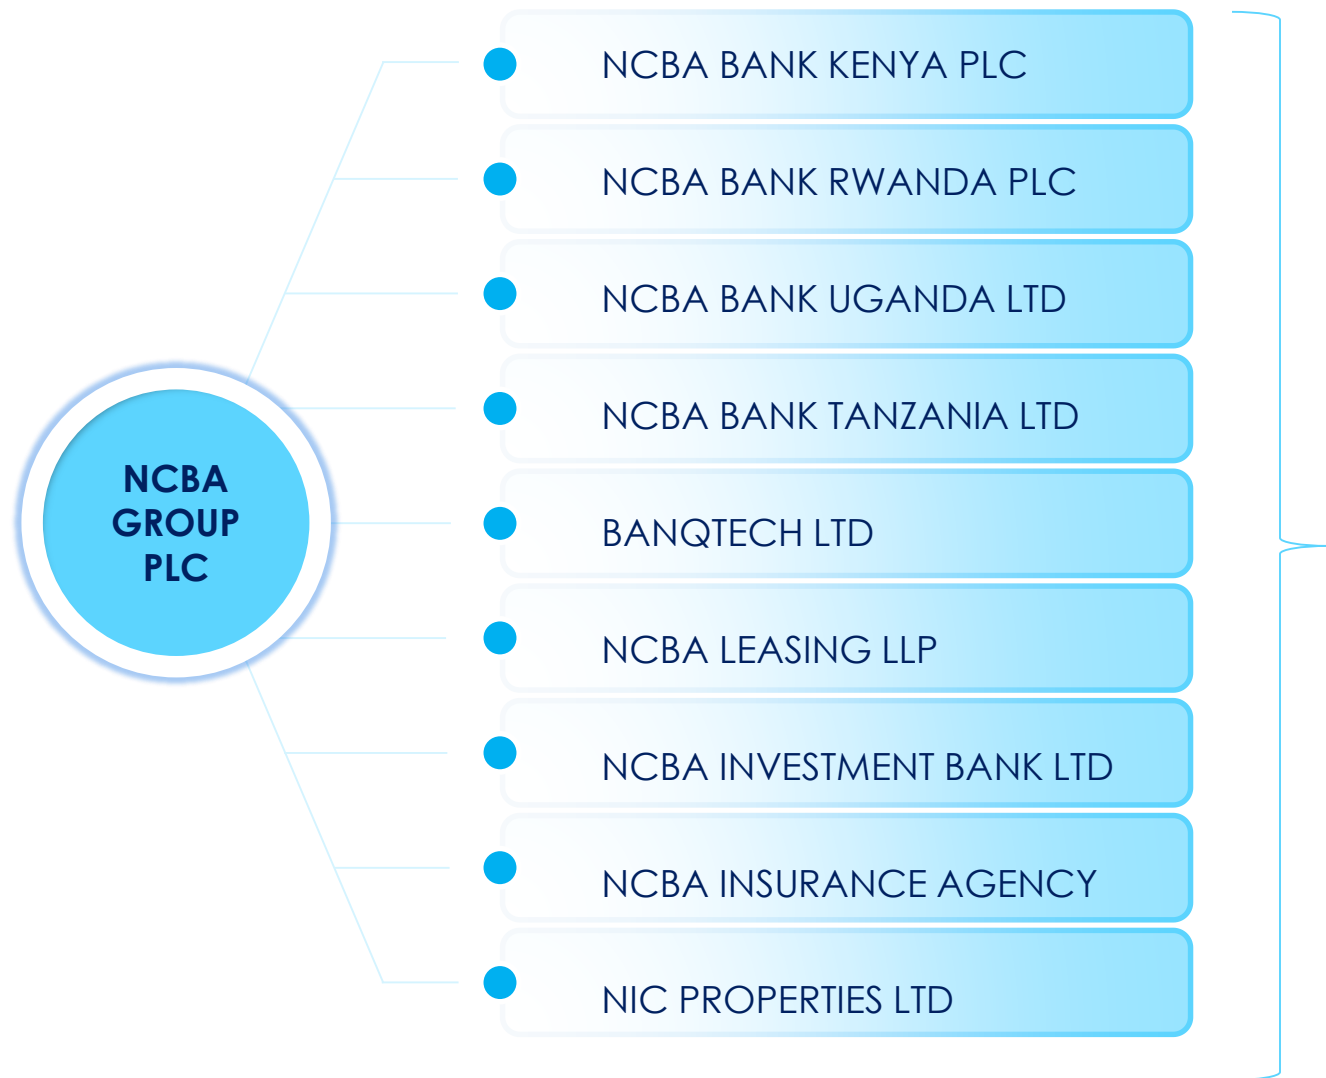 NCBA
GROUP
PLC
NCBA BANK KENYA PLC
NCBA BANK RWANDA PLC
NCBA BANK UGANDA LTD
NCBA BANK TANZANIA LTD
BANQTECH LTD
NCBA LEASING LLP
NCBA INVESTMENT BANK LTD
NCBA INSURANCE AGENCY
NIC PROPERTIES LTD